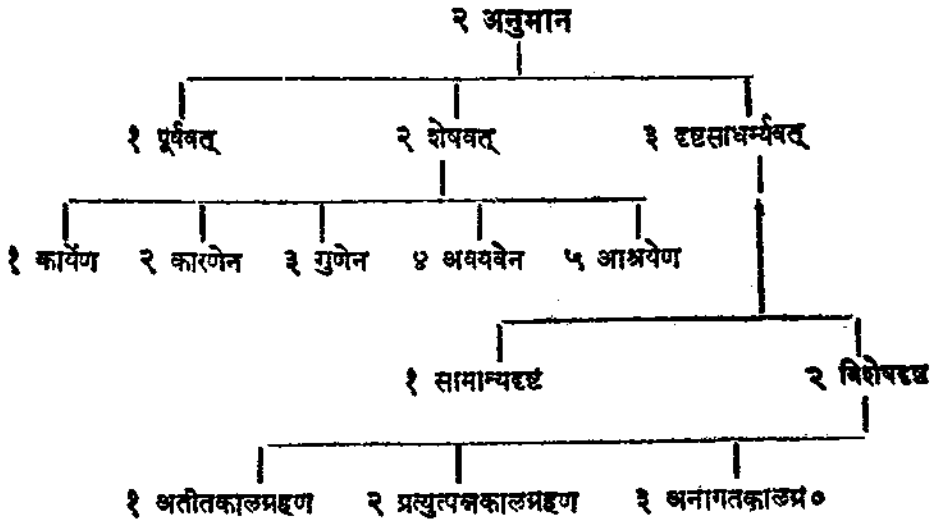 २ अनुमान
१ पूर्ववत् २ शेषवत् ३ दृष्टसाधर्म्यवत्
१ कार्येण २ कारणेन ३ गुणेन ४ अवयवेन ५ आश्रयेण
१ सामान्यदृष्टं २ विशेषदृष्टं
१ अतीतकालग्रहण २ प्रत्युत्पन्नकालग्रहण ३ अनागतकालग्र०